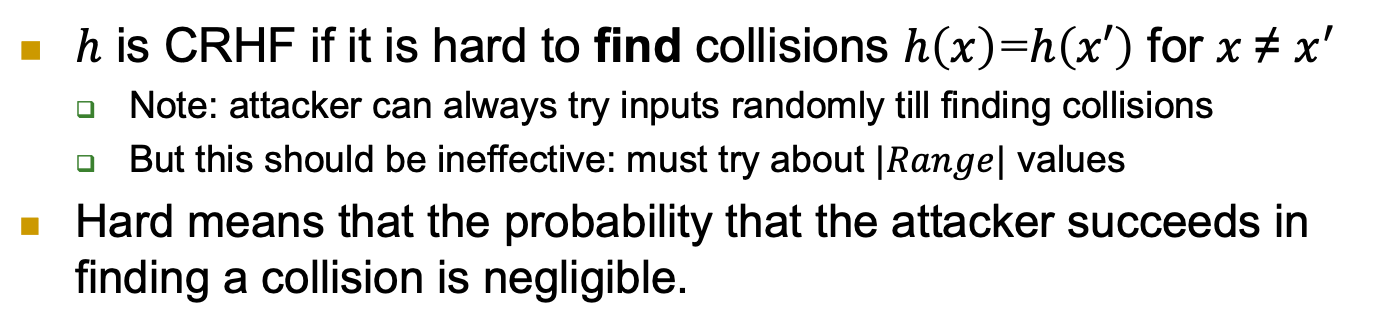 h is CRHF if it is hard to find collisions h(x)=h(x′) for x ≠ x′
Note: attacker can always try inputs randomly till finding collisions
But this should be ineffective: must try about |Range| values
Hard means that the probability that the attacker succeeds in
finding a collision is negligible.